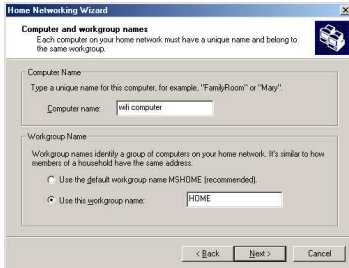 Home Networking Wizard
Computer and workgroup names
Each computer on your home network must have a unique name and belong to
the same workgroup.
Computer Name
Type a unique name for this computer, for example, "FamilyRoom" or "Mary".
Computer name:
wifi computer
Workgroup Name
Workgroup names identify a group of computers on your home network. It's similar to how
members of a household have the same address.
Use the default workgroup name MSHOME (recommended).
Use this workgroup name:
HOME
< Back
Next >
Cancel